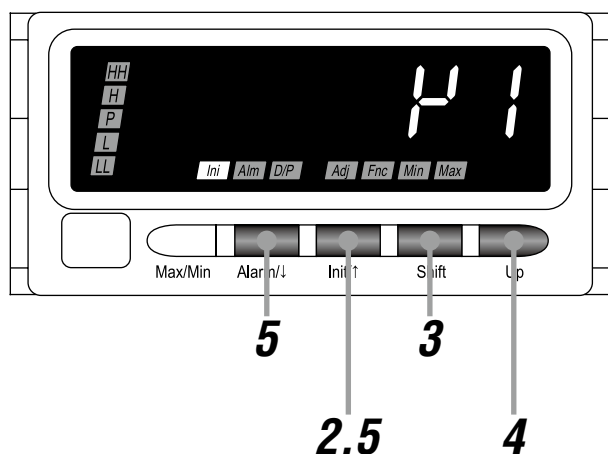 HH
H
P
L
LL
1
Ini Alm D/P Adj Fnc Min Max
Max/Min Alarm/↓ Init/↑ Shift Up
5 3
2.5 4